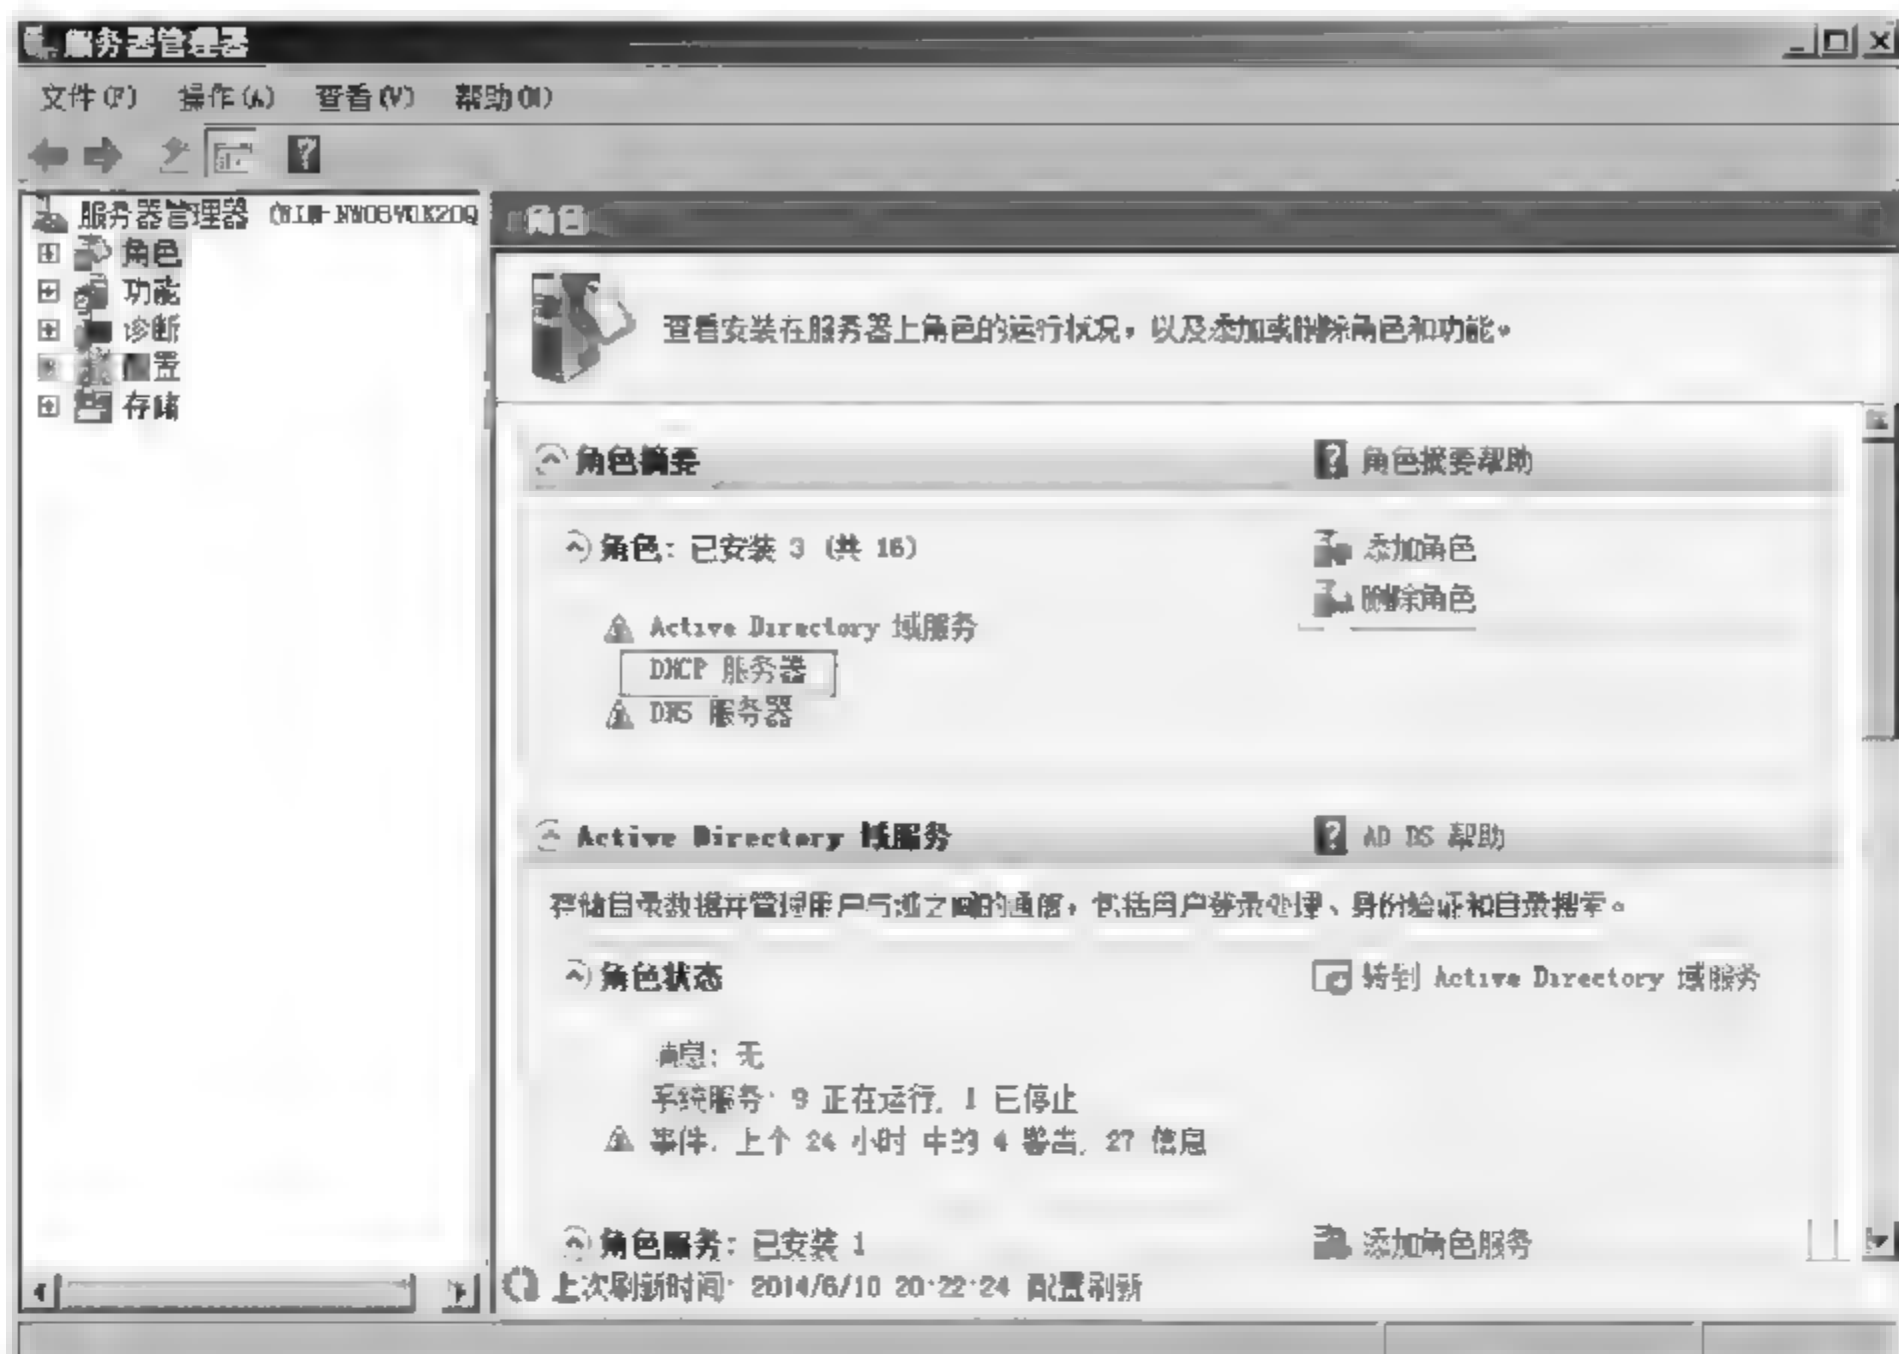 服务器管理器
文件(F) 操作(A) 查看(V) 帮助(H)
服务器管理器
角色
功能
诊断
配置
存储
角色
查看安装在服务器上角色的运行状况，以及添加或删除角色和功能。
角色摘要 角色摘要帮助
角色: 已安装 3 (共 16) 添加角色
删除角色
Active Directory 域服务
DHCP 服务器
DNS 服务器
Active Directory 域服务 AD DS 帮助
存储目录数据并管理用户与域之间的通信，包括用户登录处理、身份验证和目录搜索。
角色状态 转到 Active Directory 域服务
消息: 无
系统服务: 9 正在运行, 1 已停止
事件: 上个 24 小时 中的 4 警告, 27 信息
角色服务: 已安装 1 添加角色服务
上次刷新时间: 2014/6/10 20:22:24 配置刷新